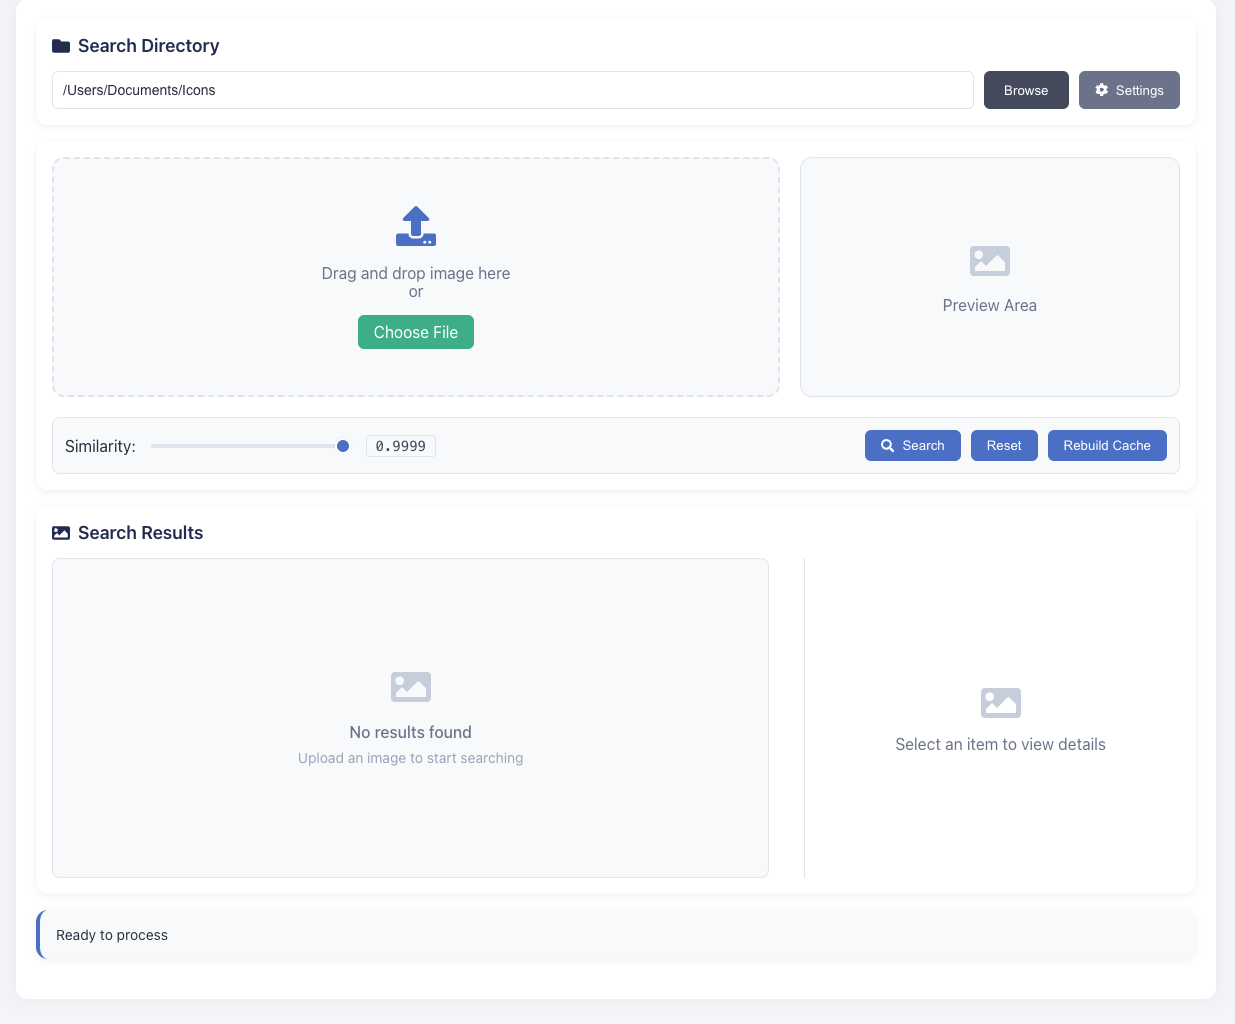 Search Directory
/Users/Documents/Icons
Browse
Settings
Drag and drop image here
or
Choose File
Preview Area
Similarity:
0.9999
Search
Reset
Rebuild Cache
Search Results
No results found
Upload an image to start searching
Select an item to view details
Ready to process